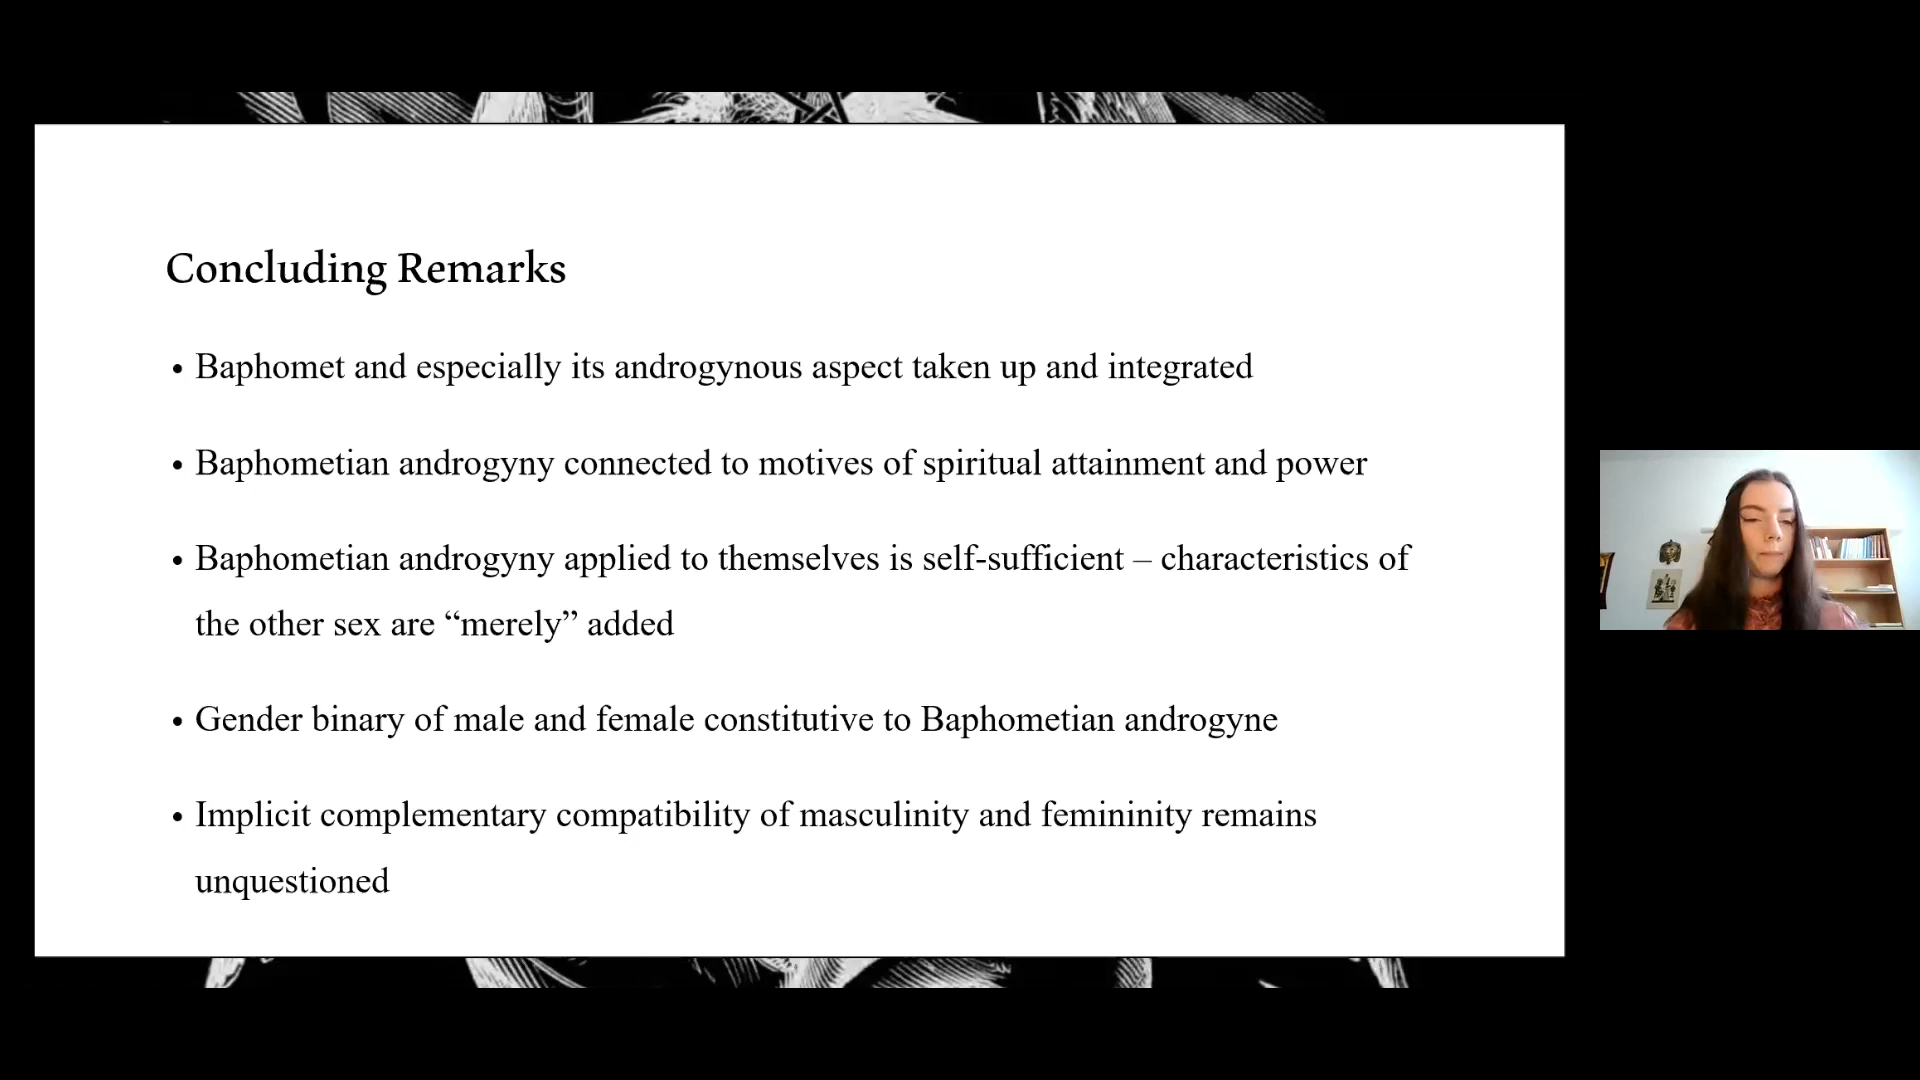 Concluding Remarks
• Baphomet and especially its androgynous aspect taken up and integrated
• Baphometian androgyny connected to motives of spiritual attainment and power
• Baphometian androgyny applied to themselves is self-sufficient – characteristics of
the other sex are “merely” added
• Gender binary of male and female constitutive to Baphometian androgyne
• Implicit complementary compatibility of masculinity and femininity remains
unquestioned